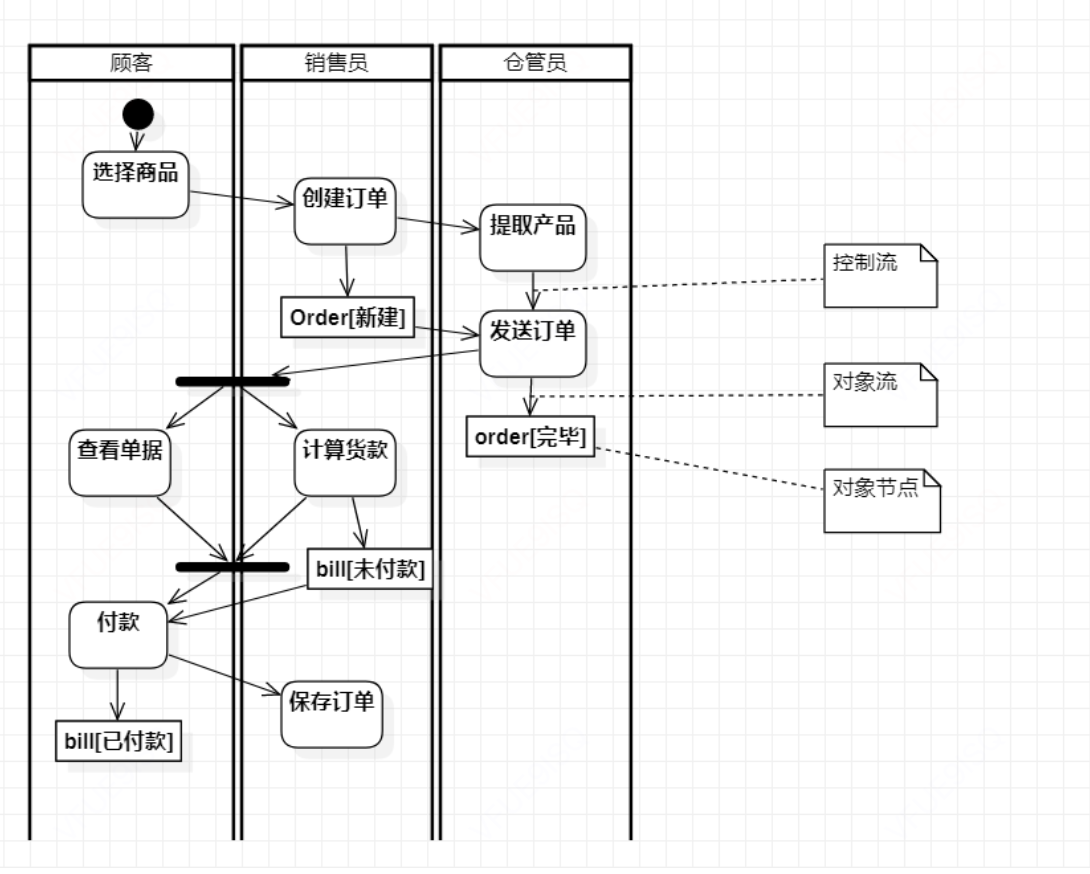 顾客
销售员
仓管员
选择商品
创建订单
提取产品
控制流
Order[新建]
发送订单
对象流
查看单据
计算货款
order[完毕]
对象节点
bill[未付款]
付款
保存订单
bill[已付款]